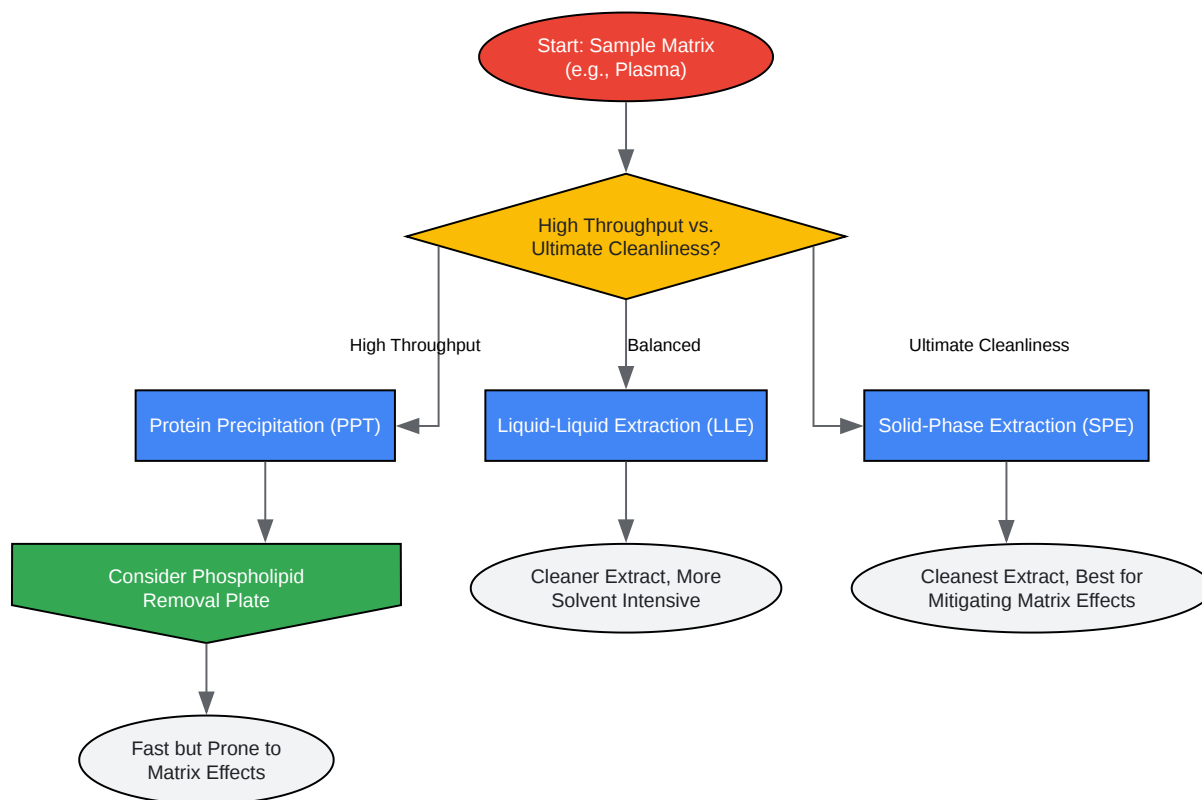 Start: Sample Matrix
(e.g., Plasma)
High Throughput vs.
Ultimate Cleanliness?
High Throughput
Balanced
Ultimate Cleanliness
Protein Precipitation (PPT)
Liquid-Liquid Extraction (LLE)
Solid-Phase Extraction (SPE)
Consider Phospholipid
Removal Plate
Cleaner Extract, More
Solvent Intensive
Cleanest Extract, Best for
Mitigating Matrix Effects
Fast but Prone to
Matrix Effects